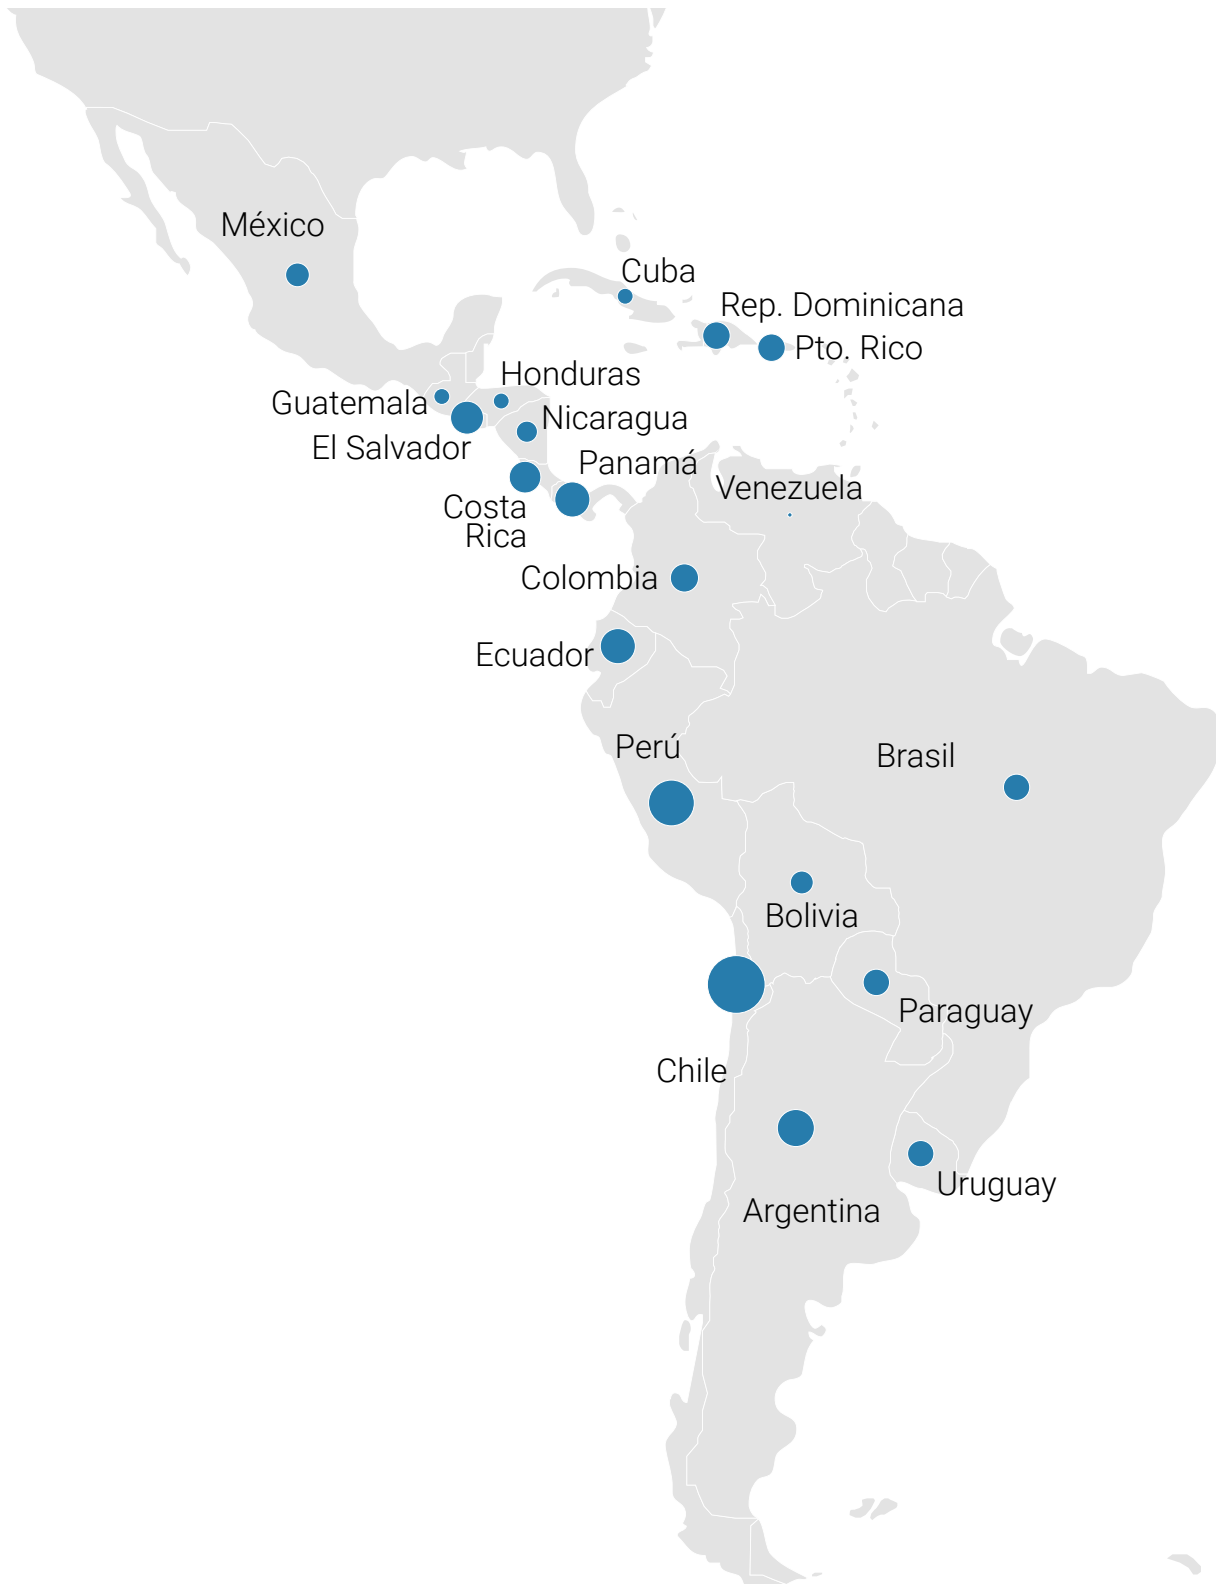 México
Cuba
Rep. Dominicana
Pto. Rico
Honduras
Guatemala
Nicaragua
El Salvador
Panamá
Venezuela
Costa
Rica
Colombia
Ecuador
Perú
Brasil
Bolivia
Paraguay
Chile
Uruguay
Argentina